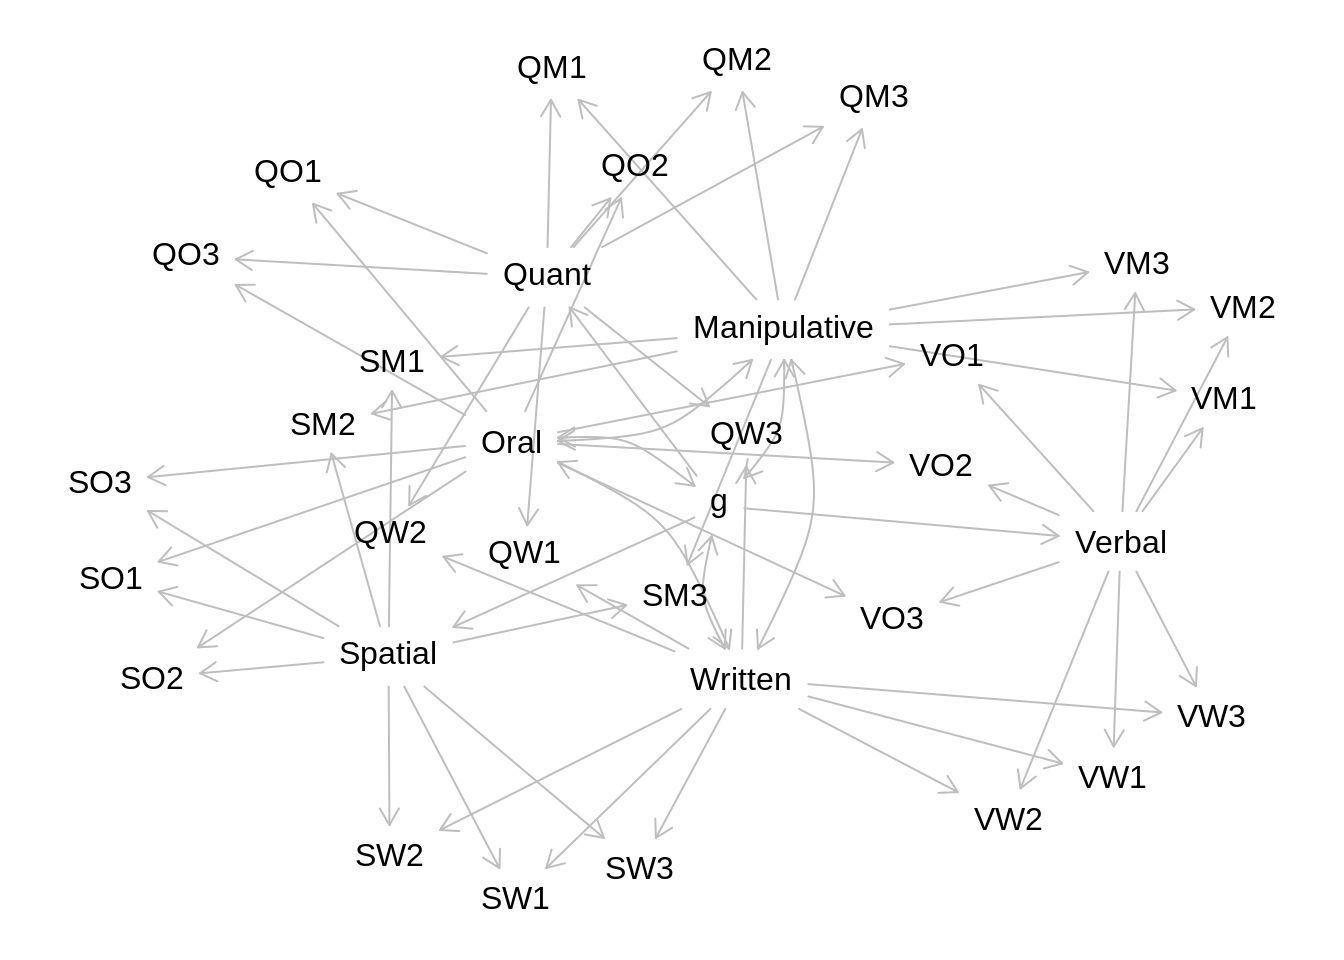 QM2
QM1
QM3
QO2
QO1
QO3
VM3
Quant
VM2
Manipulative
VO1
SM1
VM1
SM2
QW3
Oral
VO2
SO3
g
QW2
Verbal
QW1
SO1
SM3
VO3
Spatial
SO2
Written
VW3
VW1
VW2
SW2
SW3
SW1